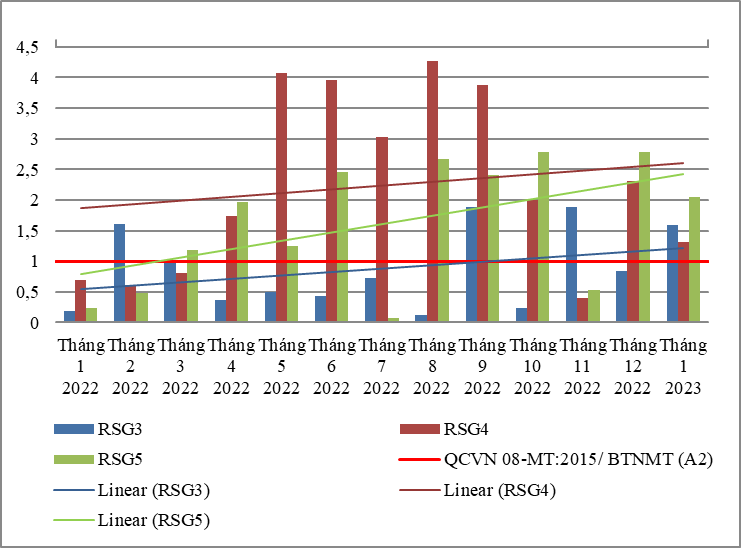 4,5
4
3,5
3
2,5
2
1,5
1
0,5
0
Tháng Tháng Tháng Tháng Tháng Tháng Tháng Tháng Tháng Tháng Tháng Tháng Tháng
1 2 3 4 5 6 7 8 9 10 11 12 1
2022 2022 2022 2022 2022 2022 2022 2022 2022 2022 2022 2022 2023
RSG3 RSG4
RSG5 QCVN 08-MT:2015/ BTNMT (A2)
Linear (RSG3) Linear (RSG4)
Linear (RSG5)